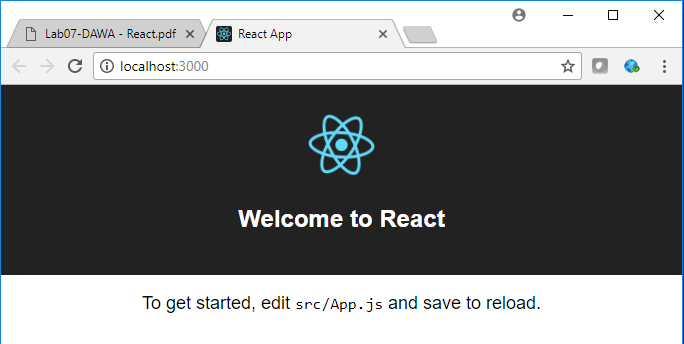 Lab07-DAWA - React.pdf
React App
localhost:3000
Welcome to React
To get started, edit src/App.js and save to reload.